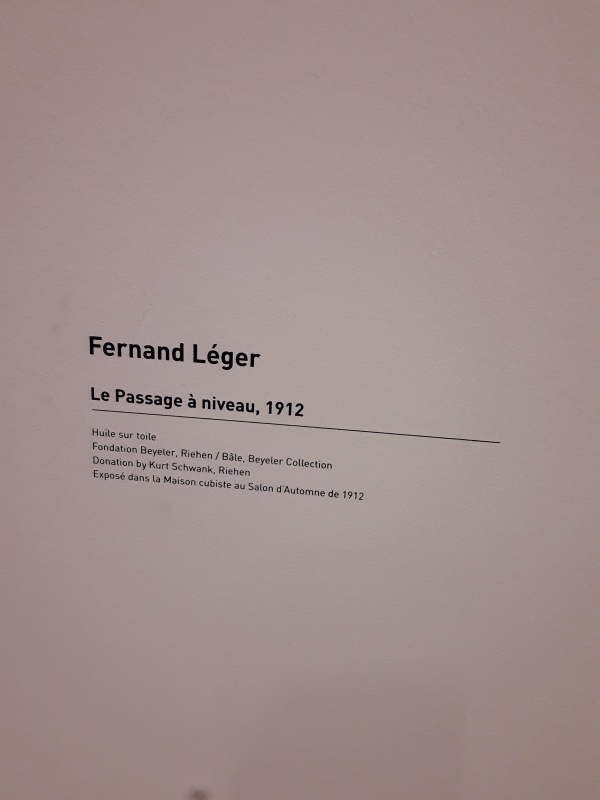 Fernand Léger
Le Passage à niveau, 1912
Huile sur toile
Fondation Beyeler, Riehen / Bâle, Beyeler Collection
Donation by Kurt Schwank, Riehen
Exposé dans la Maison cubiste au Salon d'Automne de 1912